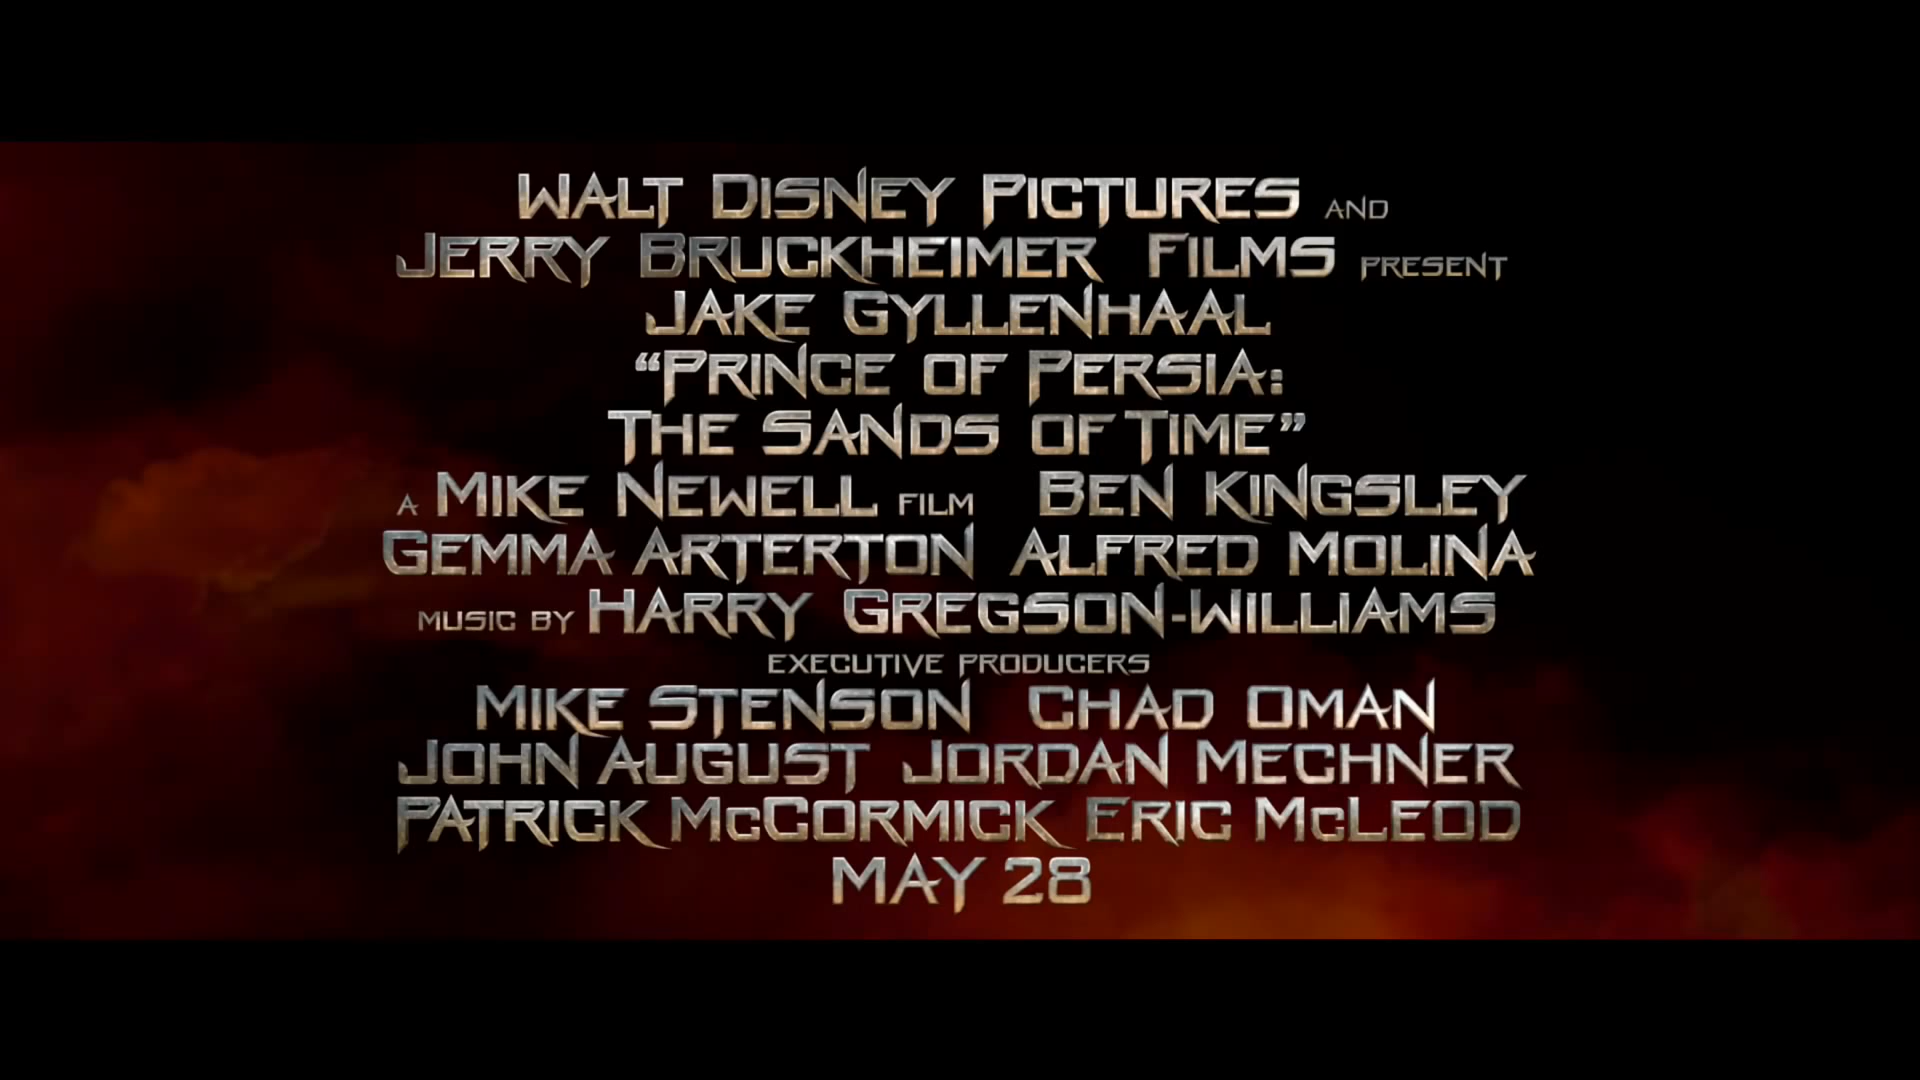 WALT DISNEY PICTURES AND
JERRY BRUCKHEIMER FILMS PRESENT
JAKE GYLLENHAAL
“PRINCE OF PERSIA:
THE SANDS OF TIME”
A MIKE NEWELL FILM BEN KINGSLEY
GEMMA ARTERTON ALFRED MOLINA
MUSIC BY HARRY GREGSON-WILLIAMS
EXECUTIVE PRODUCERS
MIKE STENSON CHAD OMAN
JOHN AUGUST JORDAN MECHNER
PATRICK McCORMICK ERIC McLEOD
MAY 28